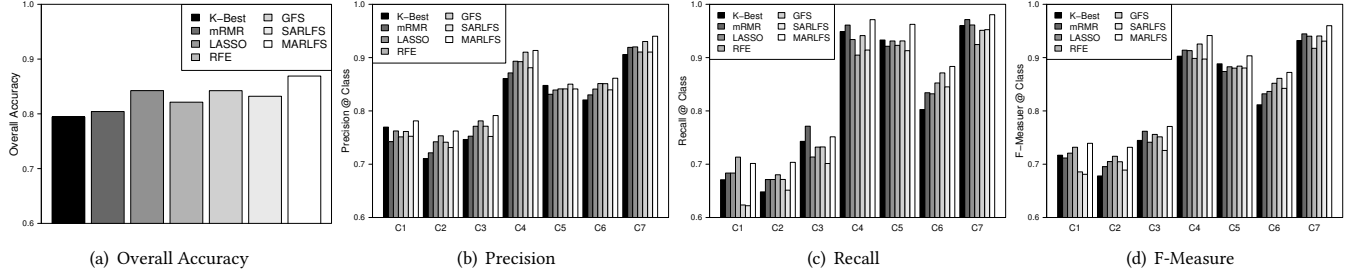 1.0
0.9
0.8
0.7
0.6
Overall Accuracy
K-Best
mRMR
LASSO
RFE
GFS
SARLFS
MARLFS
(a) Overall Accuracy
1.0
0.9
0.8
0.7
0.6
Precision @ Class
K-Best
mRMR
LASSO
RFE
GFS
SARLFS
MARLFS
C1 C2 C3 C4 C5 C6 C7
(b) Precision
1.0
0.9
0.8
0.7
0.6
Recall @ Class
K-Best
mRMR
LASSO
RFE
GFS
SARLFS
MARLFS
C1 C2 C3 C4 C5 C6 C7
(c) Recall
1.0
0.9
0.8
0.7
0.6
F-Measuer @ Class
K-Best
mRMR
LASSO
RFE
GFS
SARLFS
MARLFS
C1 C2 C3 C4 C5 C6 C7
(d) F-Measure